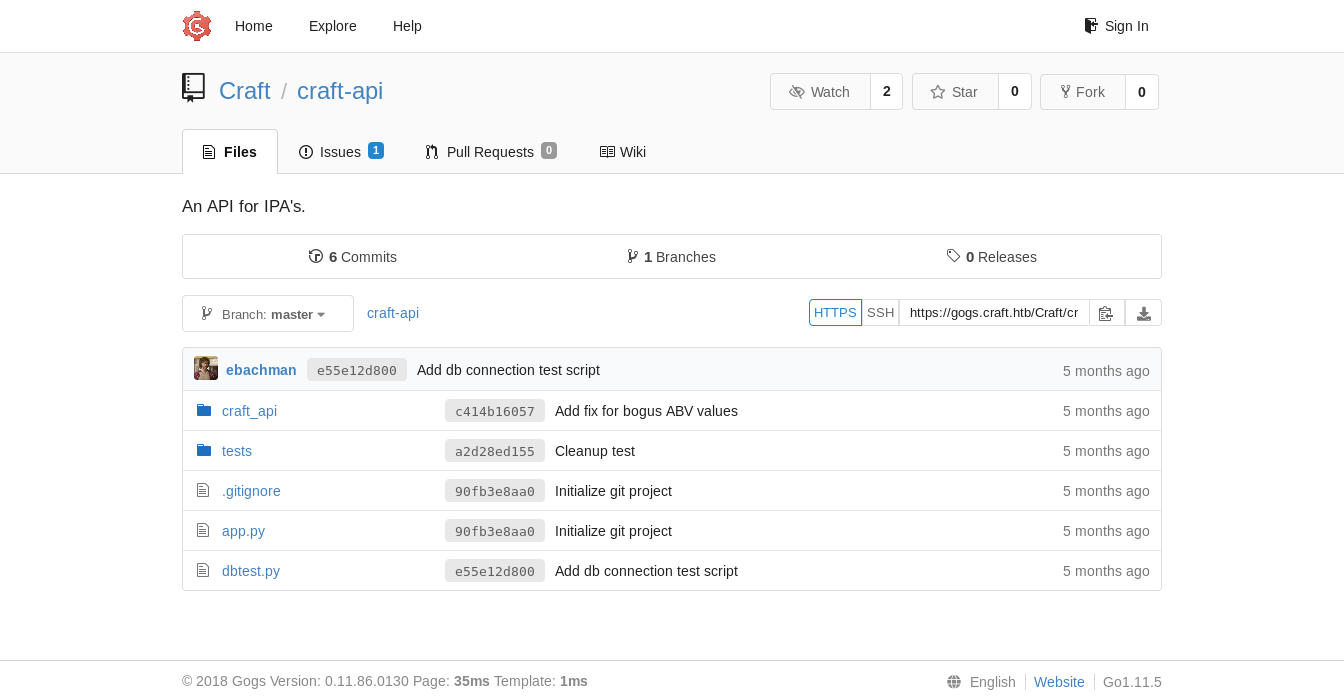 Home Explore Help Sign In
Craft / craft-api Watch 2 Star 0 Fork 0
Files Issues 1 Pull Requests 0 Wiki
An API for IPA's.
6 Commits 1 Branches 0 Releases
Branch: master craft-api HTTPS SSH https://gogs.craft.htb/Craft/cr
ebachman e55e12d800 Add db connection test script 5 months ago
craft_api c414b16057 Add fix for bogus ABV values 5 months ago
tests a2d28ed155 Cleanup test 5 months ago
.gitignore 90fb3e8aa0 Initialize git project 5 months ago
app.py 90fb3e8aa0 Initialize git project 5 months ago
dbtest.py e55e12d800 Add db connection test script 5 months ago
© 2018 Gogs Version: 0.11.86.0130 Page: 35ms Template: 1ms English Website Go1.11.5